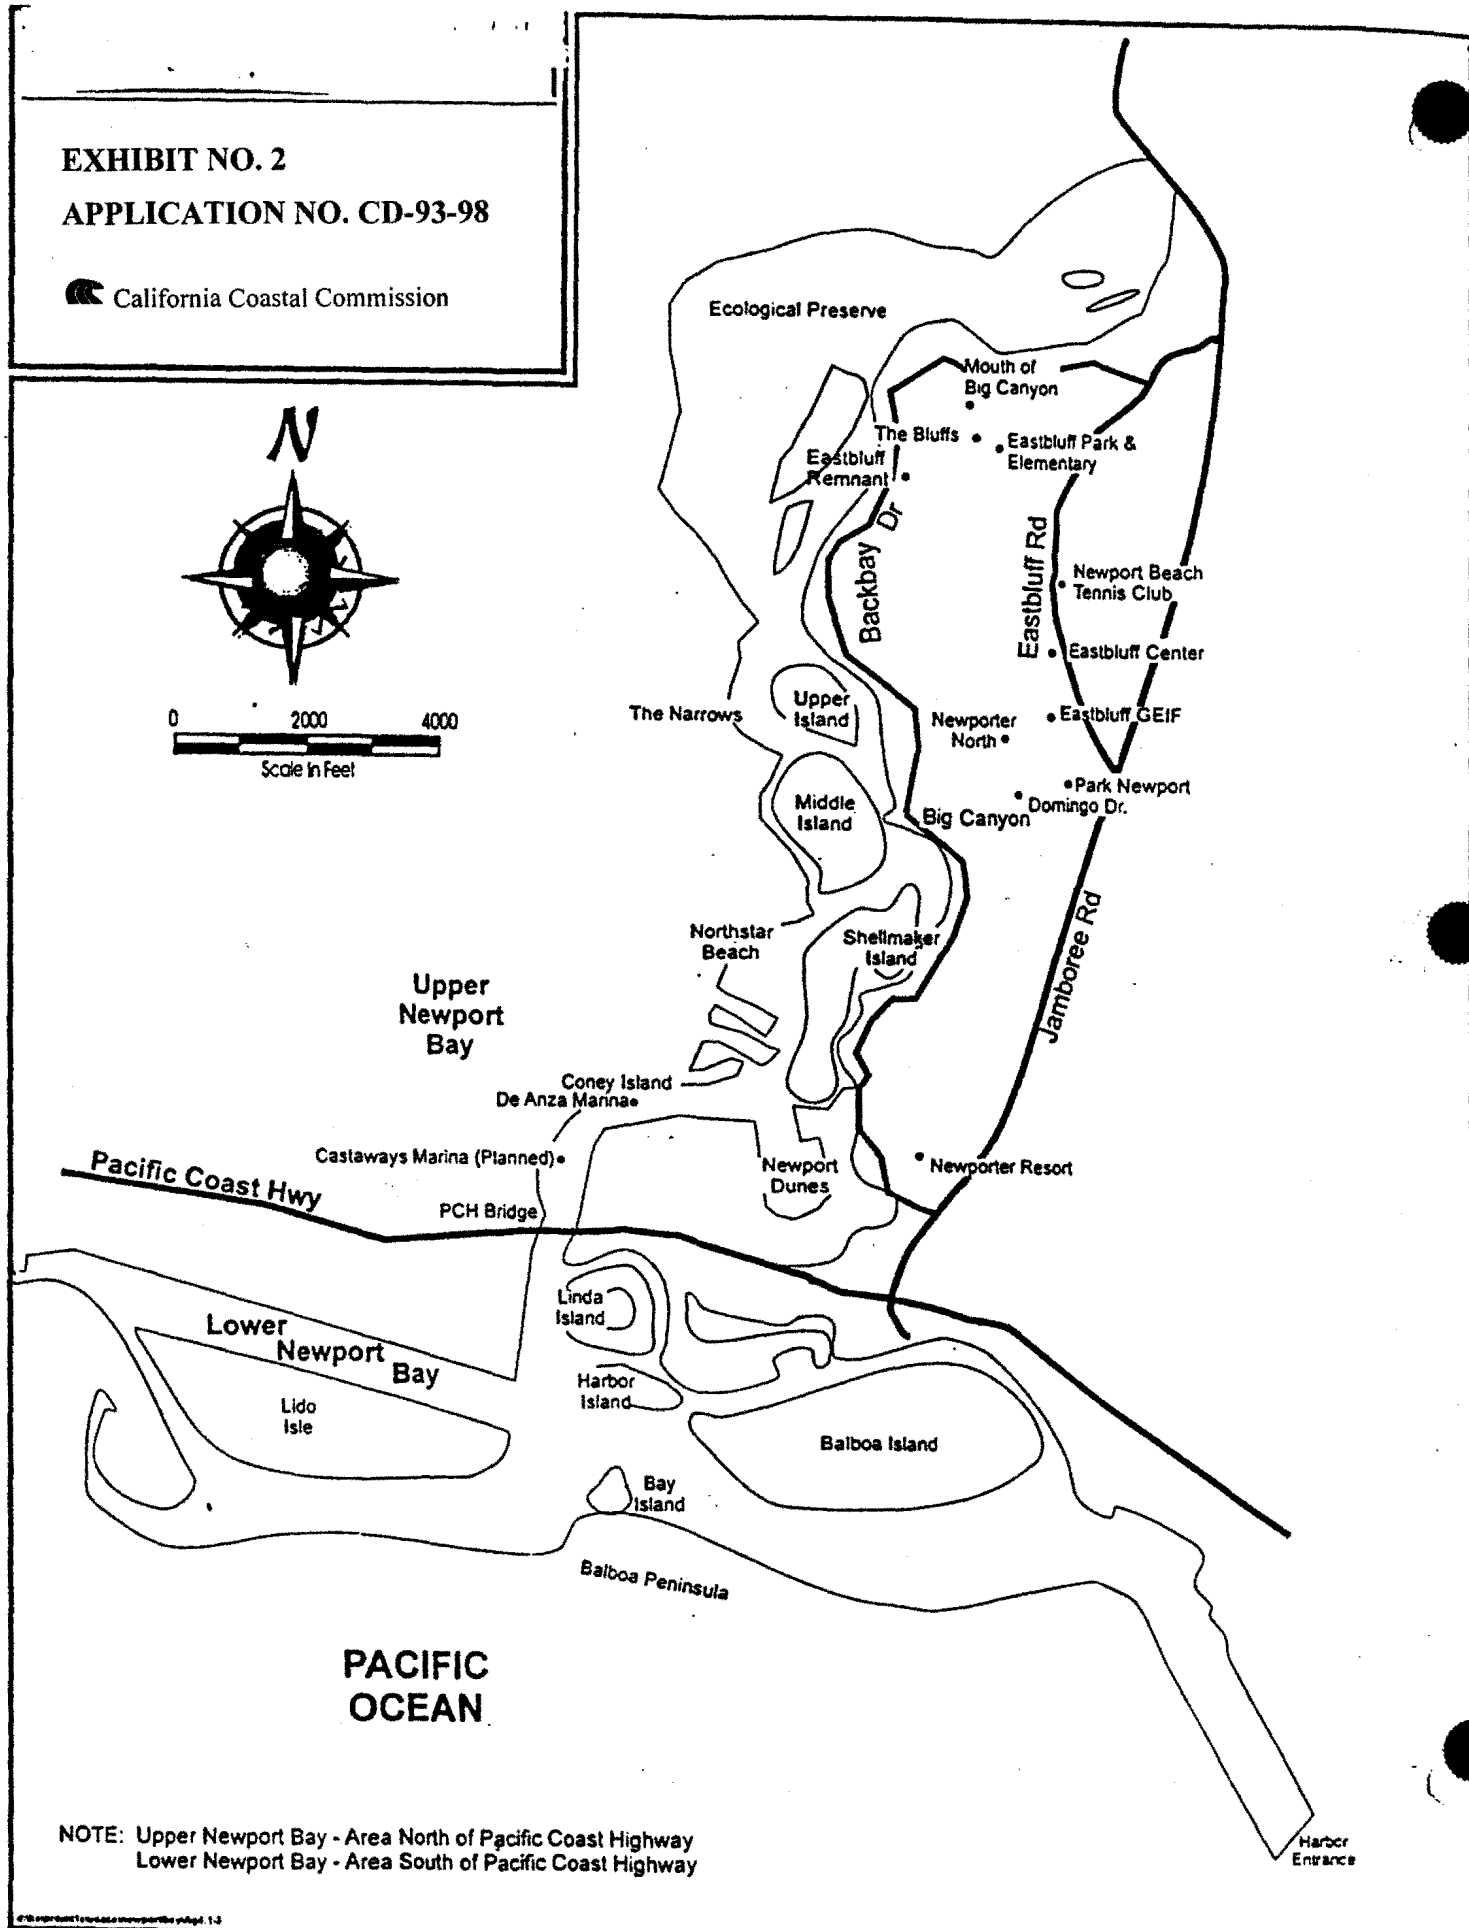 EXHIBIT NO. 2
APPLICATION NO. CD-93-98
California Coastal Commission
N
0 2000 4000
Scale In Feet
Ecological Preserve
Mouth of
Big Canyon
The Bluffs
Eastbluff Park &
Elementary
Eastbluff
Remnant
Backbay Dr
Eastbluff Rd
Newport Beach
Tennis Club
Eastbluff Center
The Narrows
Upper
Island
Newporter
North
Eastbluff GEIF
Park Newport
Domingo Dr.
Middle
Island
Big Canyon
Jamboree Rd
Northstar
Beach
Shellmaker
Island
Upper
Newport
Bay
Coney Island
De Anza Marina
Castaways Marina (Planned)
Newport
Dunes
Newporter Resort
Pacific Coast Hwy
PCH Bridge
Linda
Island
Lower
Newport
Bay
Harbor
Island
Lido
Isle
Balboa Island
Bay
Island
Balboa Peninsula
PACIFIC
OCEAN
Harbor
Entrance
NOTE: Upper Newport Bay - Area North of Pacific Coast Highway
Lower Newport Bay - Area South of Pacific Coast Highway